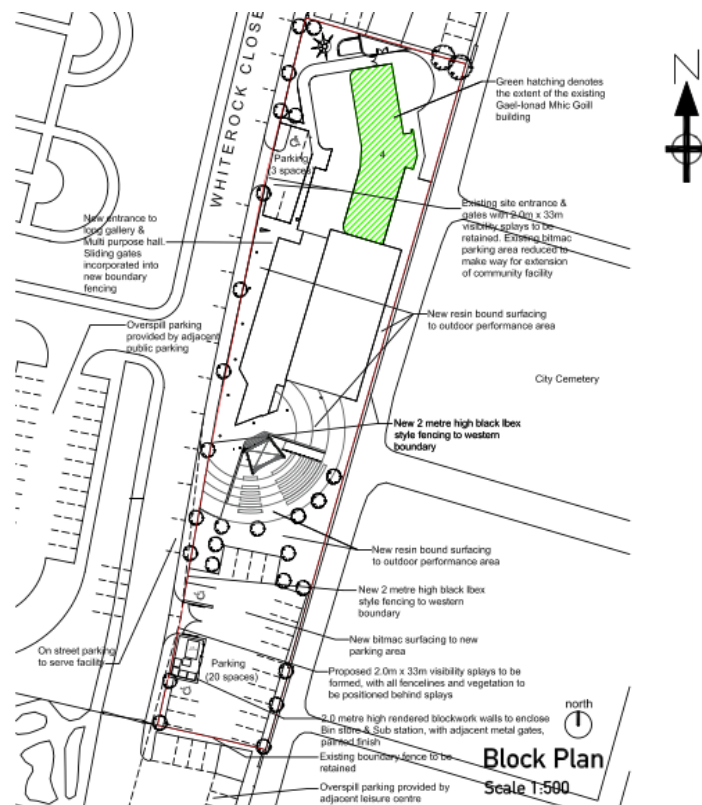 WHITEROCK CLOSE
N
Green hatching denotes
the extent of the existing
Gael-Ionad Mhic Goill
building
4
Parking
(3 spaces)
New entrance to
long gallery &
Multi purpose hall.
Sliding gates
incorporated into
new boundary
fencing
Existing site entrance &
gates with 2.0m x 33m
visibility splays to be
retained. Existing bitmac
parking area reduced to
make way for extension
of community facility
Overspill parking
provided by adjacent
public parking
New resin bound surfacing
to outdoor performance area
City Cemetery
New 2 metre high black Ibex
style fencing to western
boundary
New resin bound surfacing
to outdoor performance area
New 2 metre high black Ibex
style fencing to western
boundary
On street parking
to serve facility
New bitmac surfacing to new
parking area
Parking
(20 spaces)
Proposed 2.0m x 33m visibility splays to be
formed, with all fencelines and vegetation to
be positioned behind splays
2.0 metre high rendered blockwork walls to enclose
Bin store & Sub station, with adjacent metal gates,
painted finish
Existing boundary fence to be
retained
Overspill parking provided by
adjacent leisure centre
north
Block Plan
Scale 1:500